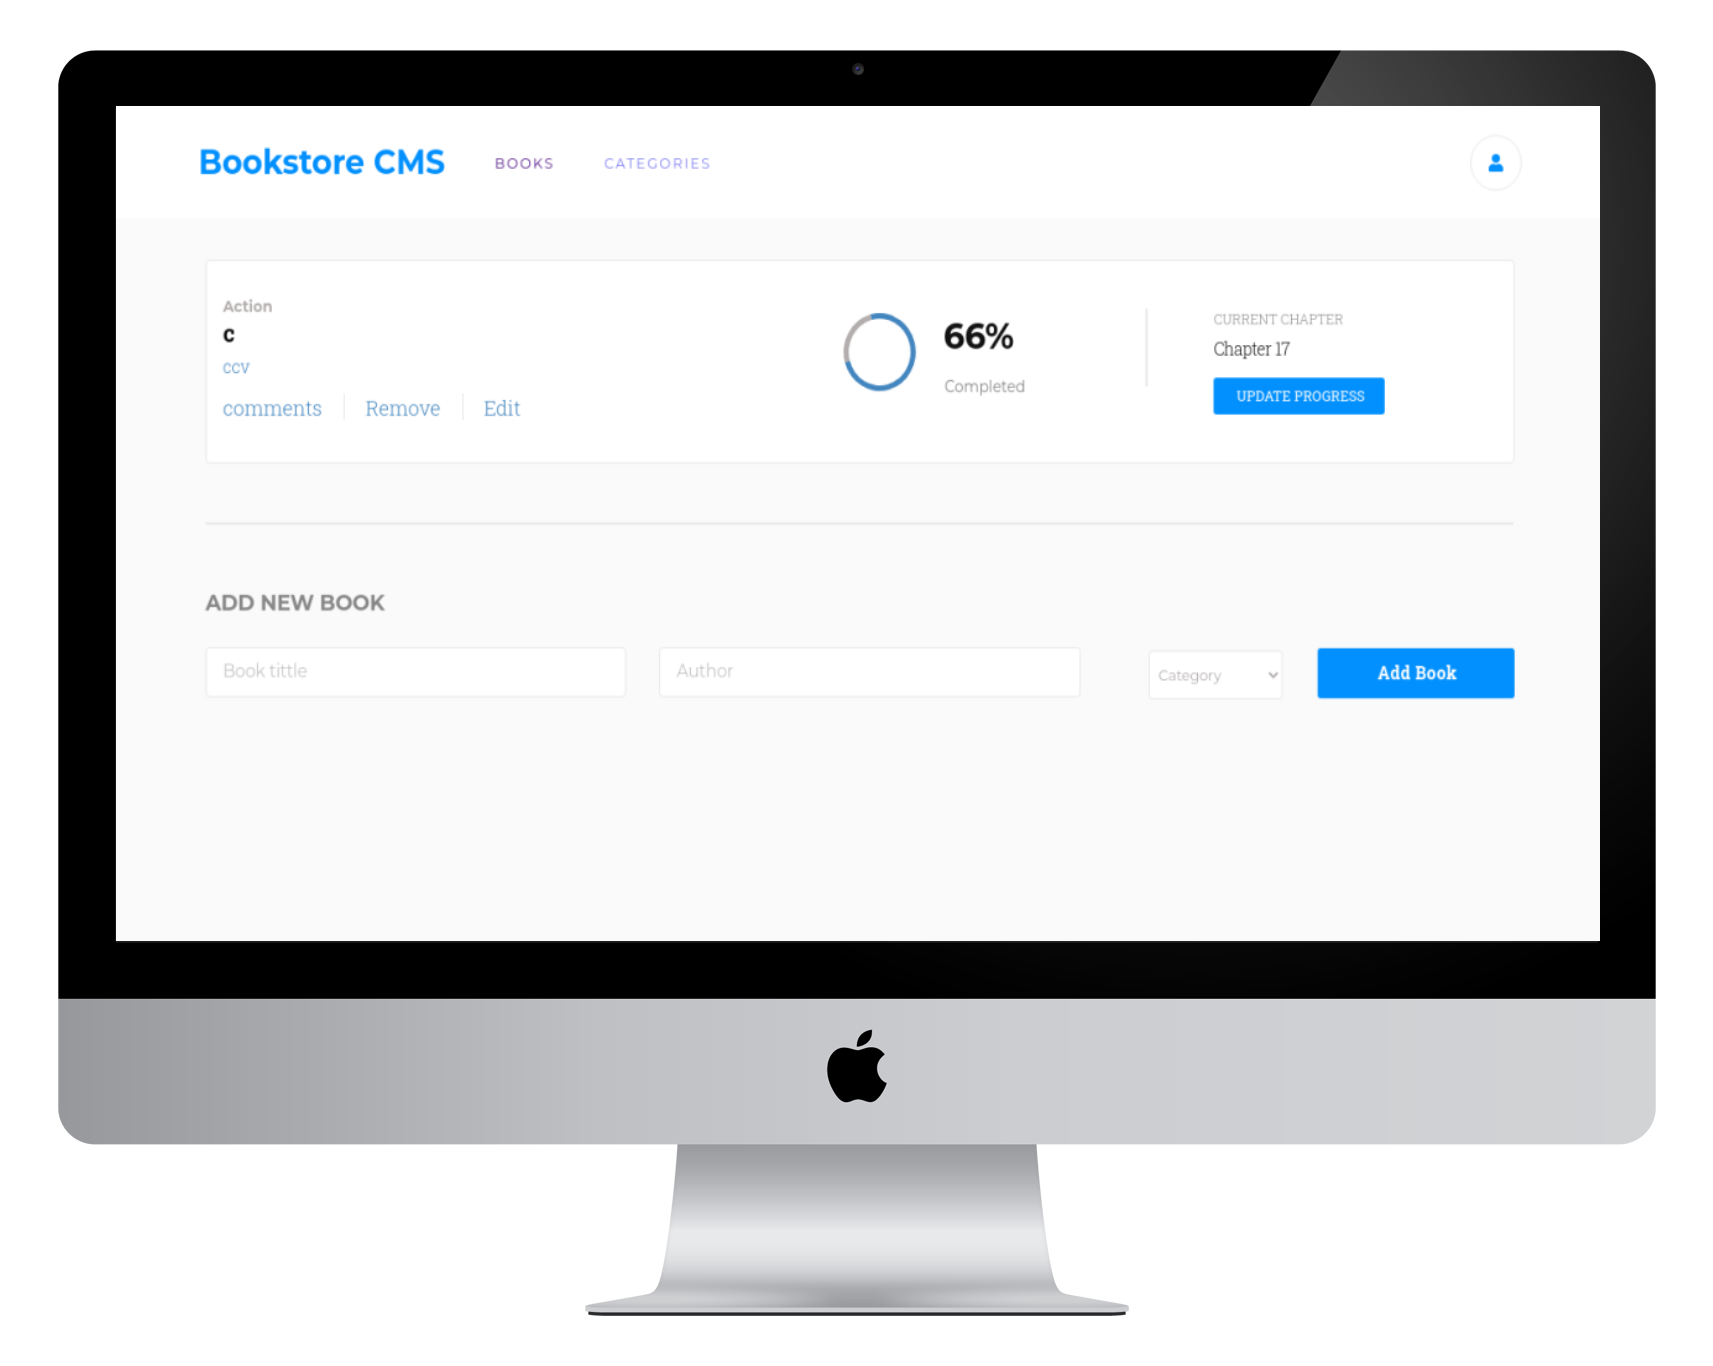 Bookstore CMS BOOKS CATEGORIES
Action
c
ccv
comments Remove Edit
66%
Completed
CURRENT CHAPTER
Chapter 17
UPDATE PROGRESS
ADD NEW BOOK
Book tittle Author Category Add Book